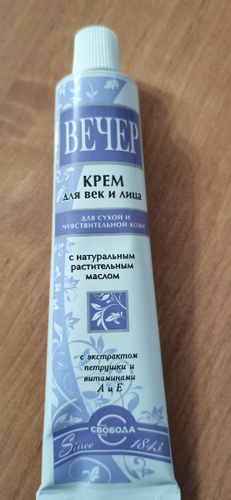 ВЕЧЕР
КРЕМ
для век и лица
ДЛЯ СУХОЙ И
ЧУВСТВИТЕЛЬНОЙ КОЖИ
с натуральным
растительным
маслом
с экстрактом
петрушки и
витаминами
А и Е
СВОБОДА
Since 1843